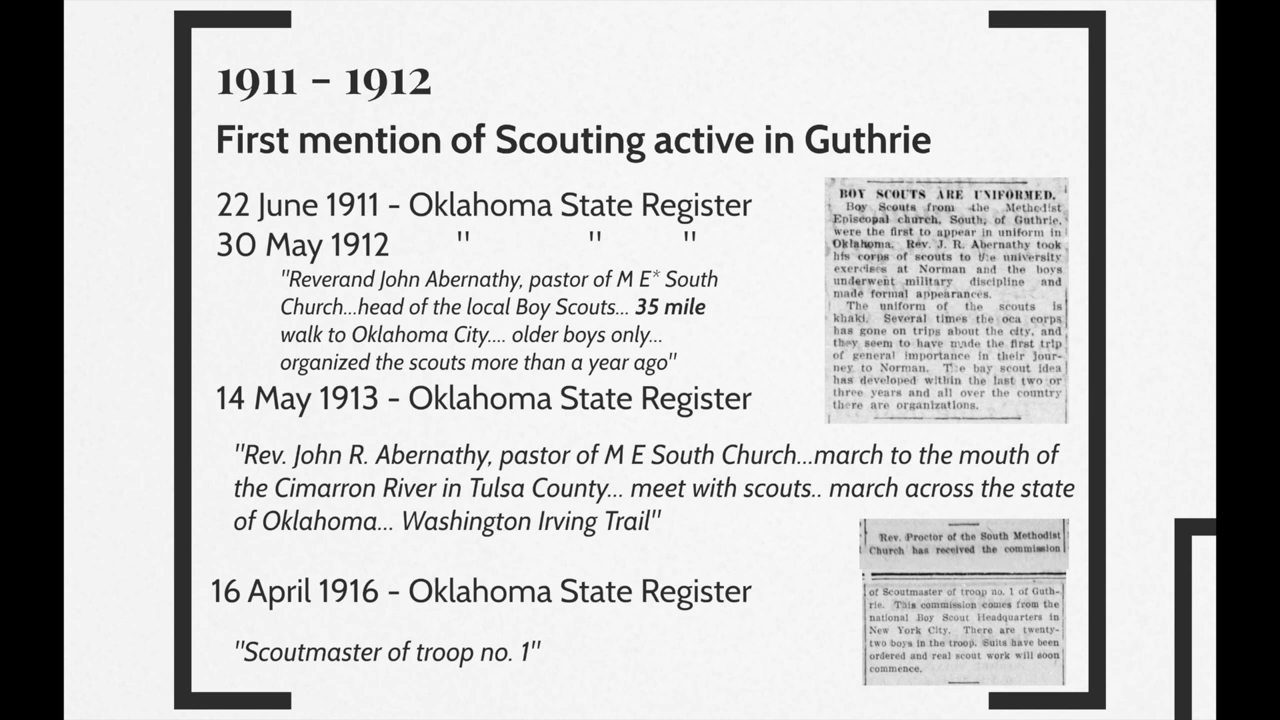 1911 - 1912
First mention of Scouting active in Guthrie
22 June 1911 - Oklahoma State Register
30 May 1912 " " "
"Reverand John Abernathy, pastor of M E* South
Church...head of the local Boy Scouts... 35 mile
walk to Oklahoma City.... older boys only...
organized the scouts more than a year ago"
14 May 1913 - Oklahoma State Register
"Rev. John R. Abernathy, pastor of M E South Church...march to the mouth of
the Cimarron River in Tulsa County... meet with scouts.. march across the state
of Oklahoma... Washington Irving Trail"
16 April 1916 - Oklahoma State Register
"Scoutmaster of troop no. 1"
BOY SCOUTS ARE UNIFORMED.
Boy Scouts from the Methodist
Episcopal church, South, of Guthrie,
were the first to appear in uniform in
Oklahoma. Rev. J. R. Abernathy took
his corps of scouts to the university
exercises at Norman and the boys
underwent military discipline and
made formal appearances.
The uniform of the scouts is
khaki. Several times the oca corps
has gone on trips about the city, and
they seem to have made the first trip
of general importance in their jour-
ney to Norman. The bay scout idea
has developed within the last two or
three years and all over the country
there are organizations.
Rev. Proctor of the South Methodist
Church has received the commission
of Scoutmaster of troop no. 1 of Guth-
rie. This commission comes from the
national Boy Scout Headquarters in
New York City. There are twenty-
two boys in the troop. Suits have been
ordered and real scout work will soon
commence.